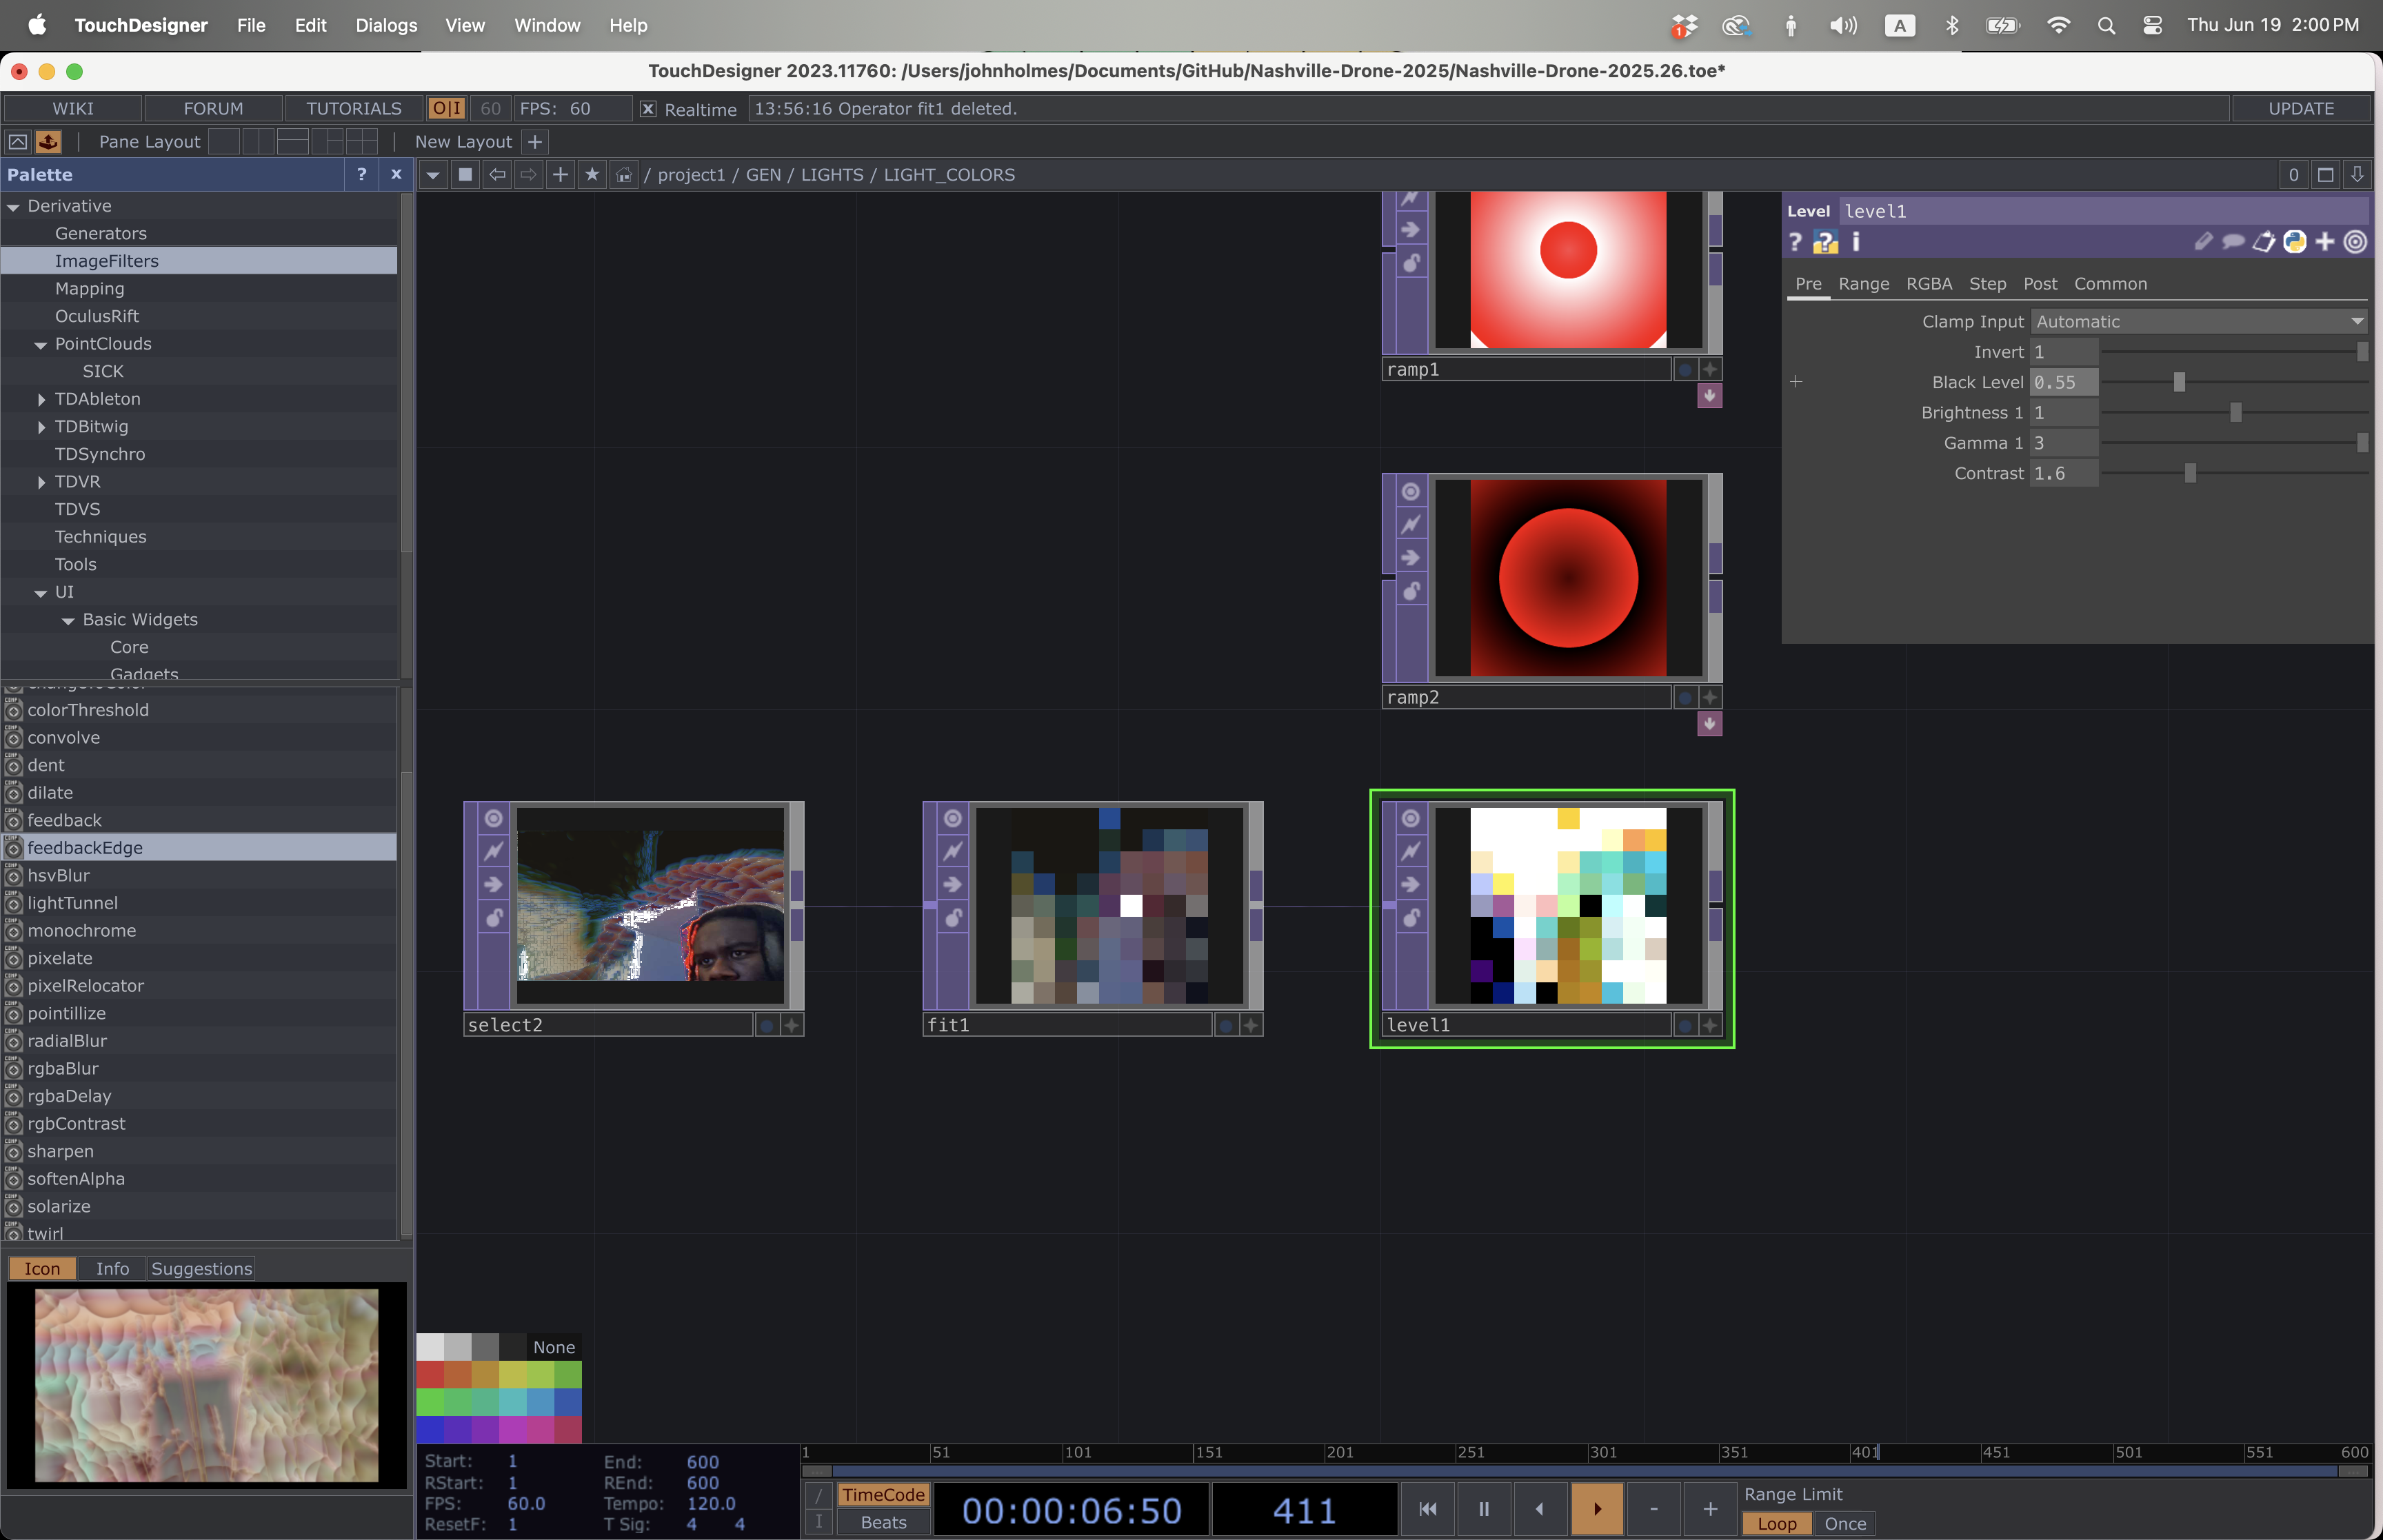 TouchDesigner File Edit Dialogs View Window Help
1
A
Thu Jun 19 2:00 PM
TouchDesigner 2023.11760: /Users/johnholmes/Documents/GitHub/Nashville-Drone-2025/Nashville-Drone-2025.26.toe*
WIKI FORUM TUTORIALS O|I 60 FPS: 60 X Realtime 13:56:16 Operator fit1 deleted. UPDATE
Pane Layout New Layout +
Palette ? x
/ project1 / GEN / LIGHTS / LIGHT_COLORS 0
Derivative
Generators
ImageFilters
Mapping
OculusRift
PointClouds
SICK
TDAbleton
TDBitwig
TDSynchro
TDVR
TDVS
Techniques
Tools
UI
Basic Widgets
Core
Gadgets
colorThreshold
convolve
dent
dilate
feedback
feedbackEdge
hsvBlur
lightTunnel
monochrome
pixelate
pixelRelocator
pointillize
radialBlur
rgbaBlur
rgbaDelay
rgbContrast
sharpen
softenAlpha
solarize
twirl
Icon Info Suggestions
ramp1
ramp2
select2
fit1
level1
Level level1
? ? i
Pre Range RGBA Step Post Common
Clamp Input Automatic
Invert 1
Black Level 0.55
Brightness 1 1
Gamma 1 3
Contrast 1.6
None
Start: 1 End: 600
RStart: 1 REnd: 600
FPS: 60.0 Tempo: 120.0
ResetF: 1 T Sig: 4 4
1 51 101 151 201 251 301 351 401 451 501 551 600
/ TimeCode
I Beats
00:00:06:50
411
- +
Range Limit
Loop Once